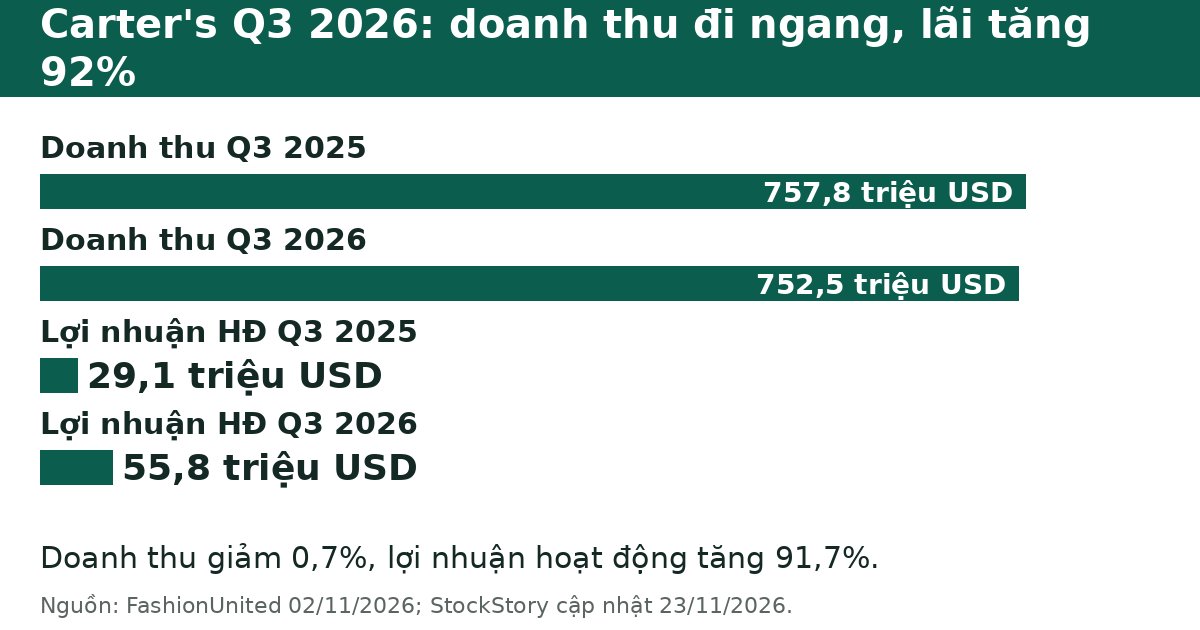 Carter's Q3 2026: doanh thu đi ngang, lãi tăng
92%
Doanh thu Q3 2025
757,8 triệu USD
Doanh thu Q3 2026
752,5 triệu USD
Lợi nhuận HĐ Q3 2025
29,1 triệu USD
Lợi nhuận HĐ Q3 2026
55,8 triệu USD
Doanh thu giảm 0,7%, lợi nhuận hoạt động tăng 91,7%.
Nguồn: FashionUnited 02/11/2026; StockStory cập nhật 23/11/2026.